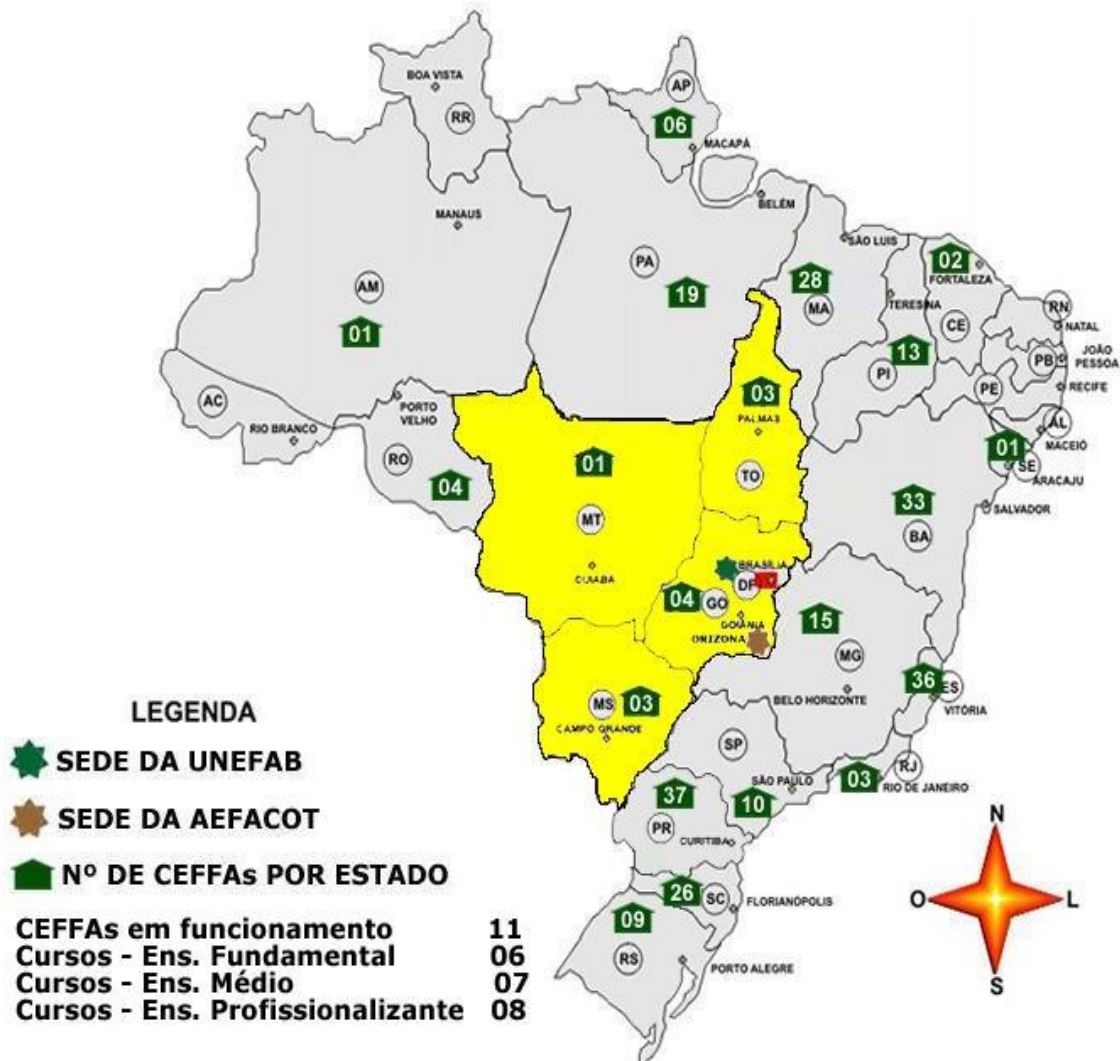 BOA VISTA
RR
AP
06
MACAPÁ
BELÉM
MANAUS
AM
01
PA
19
SÃO LUIS
28
MA
02
FORTALEZA
TERESINA
CE
RN
NATAL
13
PI
PB
JOÃO
PESSOA
PE
RECIFE
AC
RIO BRANCO
PORTO
VELHO
RO
04
03
PALMAS
TO
01
MT
CUIABÁ
AL
MACEIÓ
01
SE
ARACAJU
SALVADOR
33
BA
BRASÍLIA
DF
04
GO
GOIÂNIA
ORIZONA
15
MG
BELO HORIZONTE
36
ES
VITÓRIA
MS
03
CAMPO GRANDE
SP
SÃO PAULO
10
03
RJ
RIO DE JANEIRO
37
PR
CURITIBA
26
SC
FLORIANÓPOLIS
09
RS
PORTO ALEGRE
LEGENDA
SEDE DA UNEFAB
SEDE DA AEFACOT
Nº DE CEFFAs POR ESTADO
CEFFAs em funcionamento 11
Cursos - Ens. Fundamental 06
Cursos - Ens. Médio 07
Cursos - Ens. Profissionalizante 08
N
O
L
S